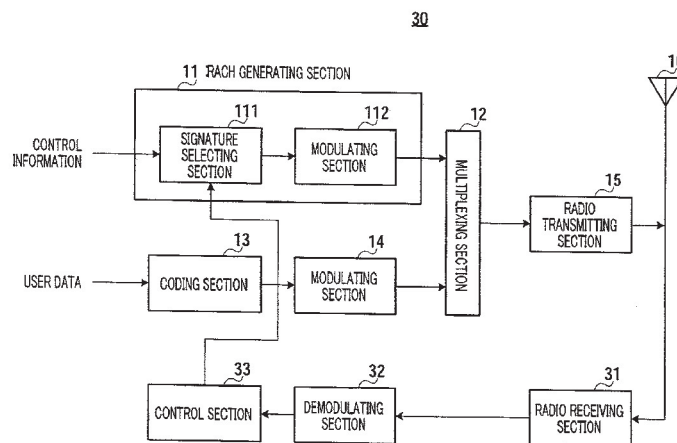 30
11
RACH GENERATING SECTION
111
112
12
CONTROL
INFORMATION
SIGNATURE
SELECTING
SECTION
MODULATING
SECTION
MULTIPLEXING SECTION
15
RADIO
TRANSMITTING
SECTION
13
14
USER DATA
CODING SECTION
MODULATING
SECTION
33
32
31
CONTROL SECTION
DEMODULATING
SECTION
RADIO RECEIVING
SECTION